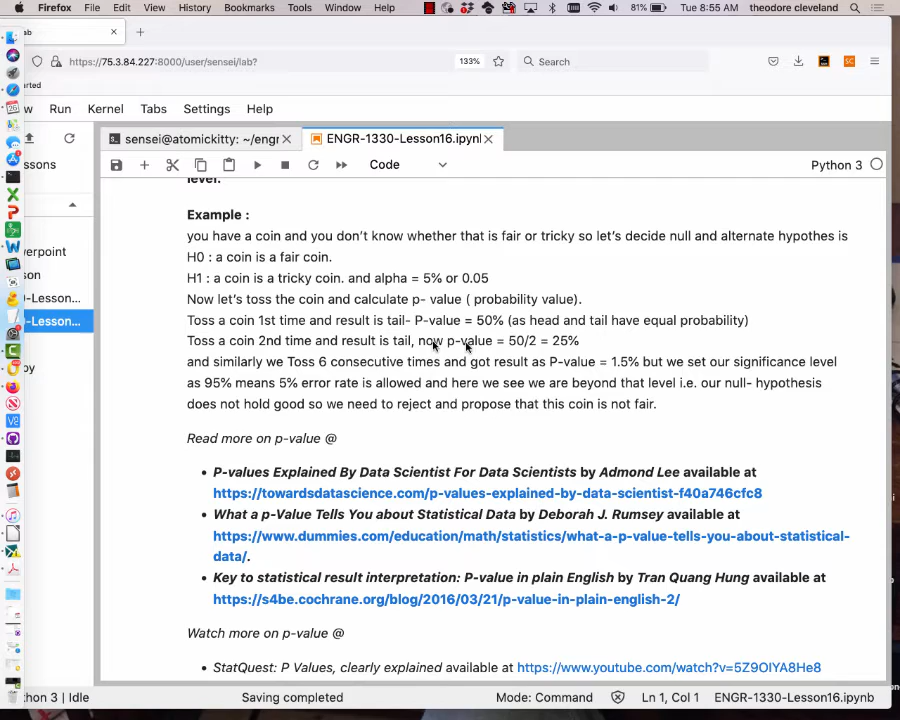 Firefox File Edit View History Bookmarks Tools Window Help 81% Tue 8:55 AM theodore cleveland
ab
https://75.3.84.227:8000/user/sensei/lab? 133% Search
rted
w Run Kernel Tabs Settings Help
sensei@atomickitty: ~/engr ENGR-1330-Lesson16.ipynl
ssons Code Python 3
level.
Example :
you have a coin and you don't know whether that is fair or tricky so let's decide null and alternate hypothes is
H0 : a coin is a fair coin.
H1 : a coin is a tricky coin. and alpha = 5% or 0.05
Now let's toss the coin and calculate p- value ( probability value).
Toss a coin 1st time and result is tail- P-value = 50% (as head and tail have equal probability)
Toss a coin 2nd time and result is tail, now p-value = 50/2 = 25%
and similarly we Toss 6 consecutive times and got result as P-value = 1.5% but we set our significance level
as 95% means 5% error rate is allowed and here we see we are beyond that level i.e. our null- hypothesis
does not hold good so we need to reject and propose that this coin is not fair.
Read more on p-value @
P-values Explained By Data Scientist For Data Scientists by Admond Lee available at
https://towardsdatascience.com/p-values-explained-by-data-scientist-f40a746cfc8
What a p-Value Tells You about Statistical Data by Deborah J. Rumsey available at
https://www.dummies.com/education/math/statistics/what-a-p-value-tells-you-about-statistical-
data/.
Key to statistical result interpretation: P-value in plain English by Tran Quang Hung available at
https://s4be.cochrane.org/blog/2016/03/21/p-value-in-plain-english-2/
Watch more on p-value @
StatQuest: P Values, clearly explained available at https://www.youtube.com/watch?v=5Z9OIYA8He8
verpoint
son
0-Lesson...
-Lesson...
py
thon 3 | Idle Saving completed Mode: Command Ln 1, Col 1 ENGR-1330-Lesson16.ipynb